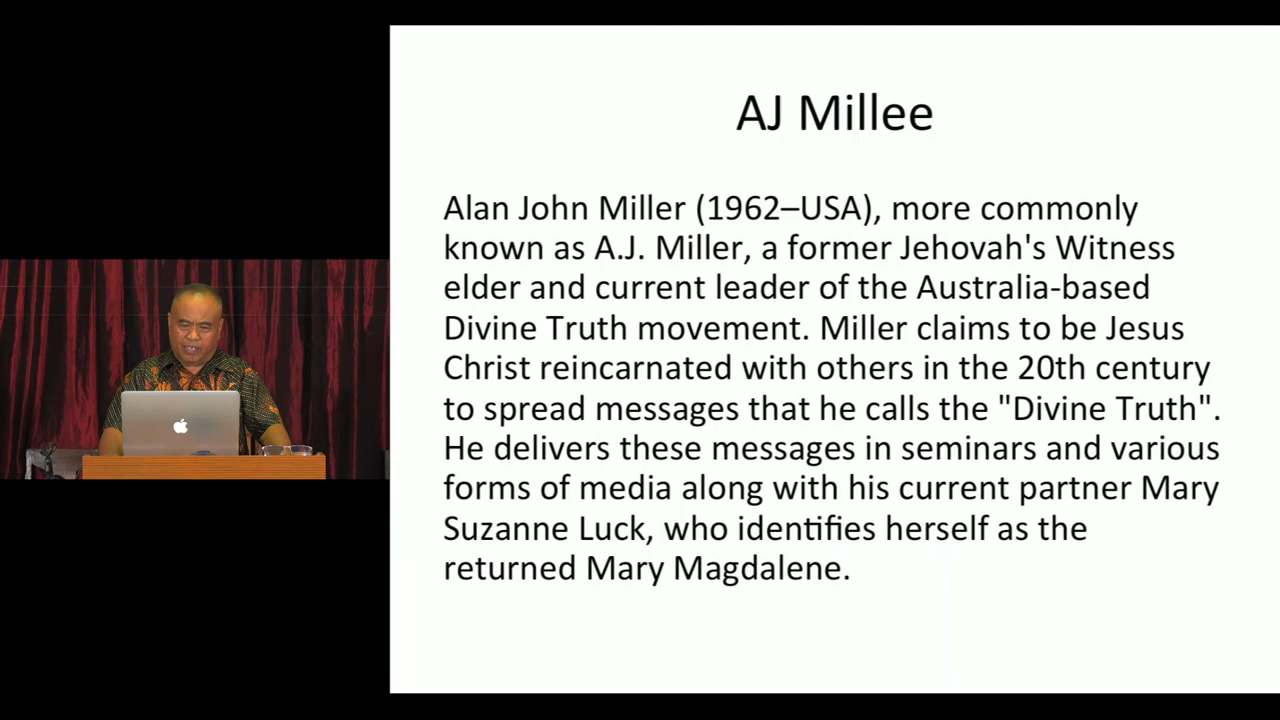 AJ Millee
Alan John Miller (1962–USA), more commonly
known as A.J. Miller, a former Jehovah's Witness
elder and current leader of the Australia-based
Divine Truth movement. Miller claims to be Jesus
Christ reincarnated with others in the 20th century
to spread messages that he calls the "Divine Truth".
He delivers these messages in seminars and various
forms of media along with his current partner Mary
Suzanne Luck, who identifies herself as the
returned Mary Magdalene.